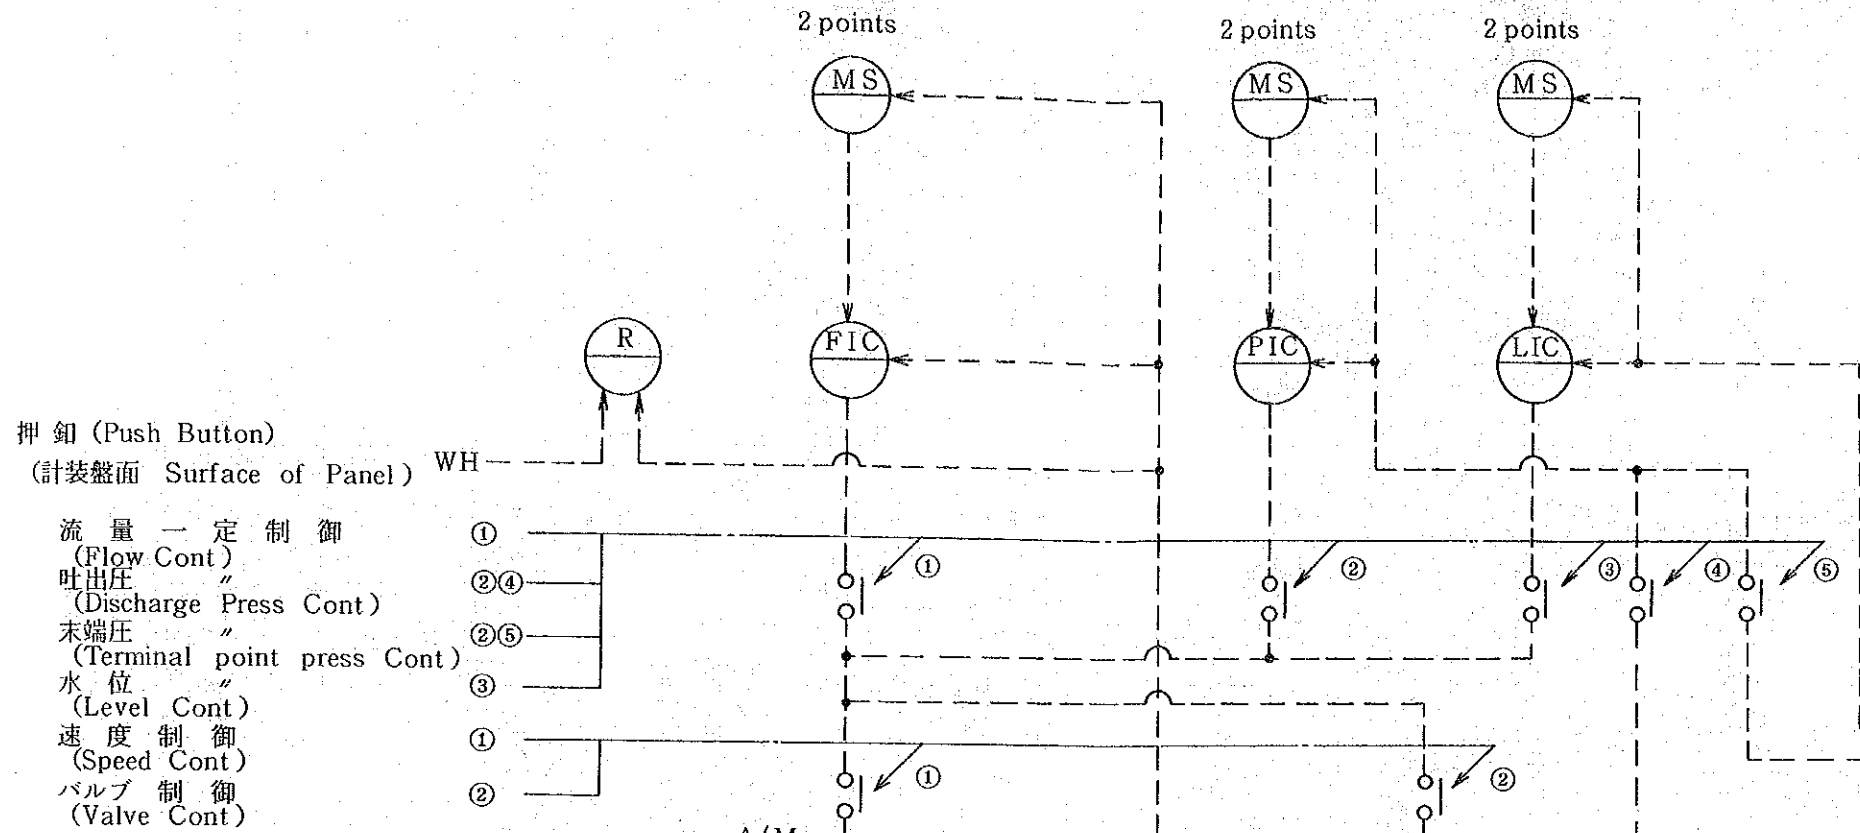 2 points
2 points
2 points
MS
MS
MS
R
FIC
PIC
LIC
押釦 (Push Button)
(計装盤面 Surface of Panel)
WH
流量一定制御 ①
(Flow Cont)
吐出圧 〃 ②④
(Discharge Press Cont)
末端圧 〃 ②⑤
(Terminal point press Cont)
水位 〃 ③
(Level Cont)
① ② ③ ④ ⑤
速度制御 ①
(Speed Cont)
バルブ制御 ②
(Valve Cont)
① ②